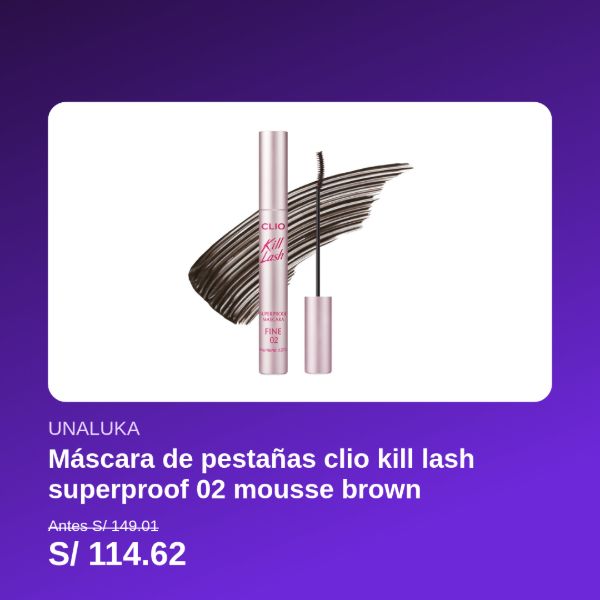 CLIO
Kill
Lash
SUPERPROOF
MASCARA
FINE
02
UNALUKA
Máscara de pestañas clio kill lash
superproof 02 mousse brown
Antes S/ 149.01
S/ 114.62